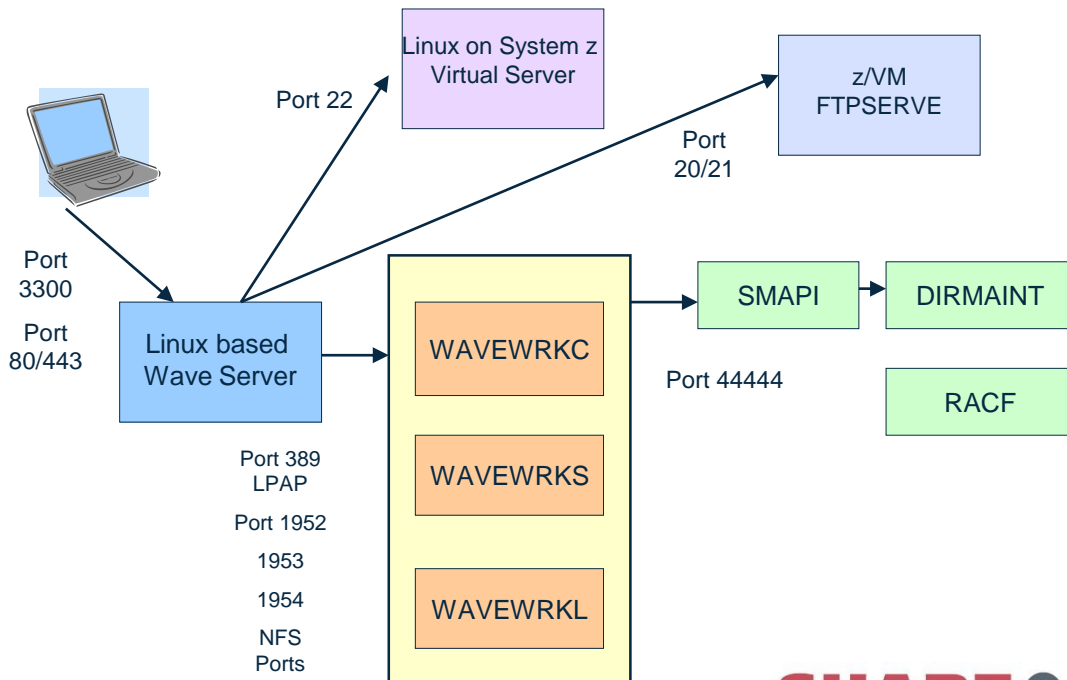 Linux on System z
Virtual Server
z/VM
FTPSERVE
Port 22
Port
20/21
Port
3300
Port
80/443
Linux based
Wave Server
WAVEWRKC
WAVEWRKS
WAVEWRKL
SMAPI
DIRMAINT
RACF
Port 44444
Port 389
LPAP
Port 1952
1953
1954
NFS
Ports